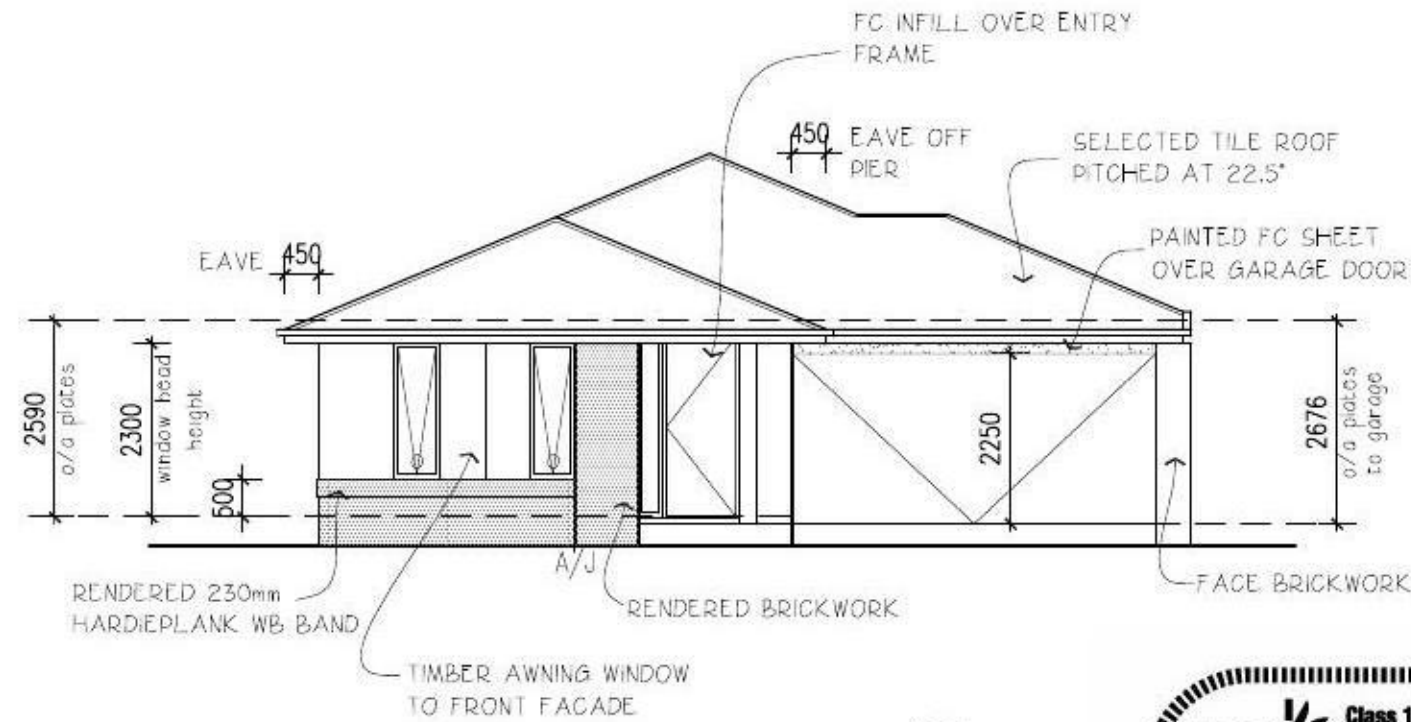 FC INFILL OVER ENTRY
FRAME
450
EAVE OFF
PIER
SELECTED TILE ROOF
PITCHED AT 22.5°
EAVE
450
PAINTED FC SHEET
OVER GARAGE DOOR
2590
o/a plates
2300
window head
height
500
2250
2676
o/a plates
to garage
A/J
RENDERED 230mm
HARDIEPLANK WB BAND
RENDERED BRICKWORK
FACE BRICKWORK
TIMBER AWNING WINDOW
TO FRONT FACADE
Class 1